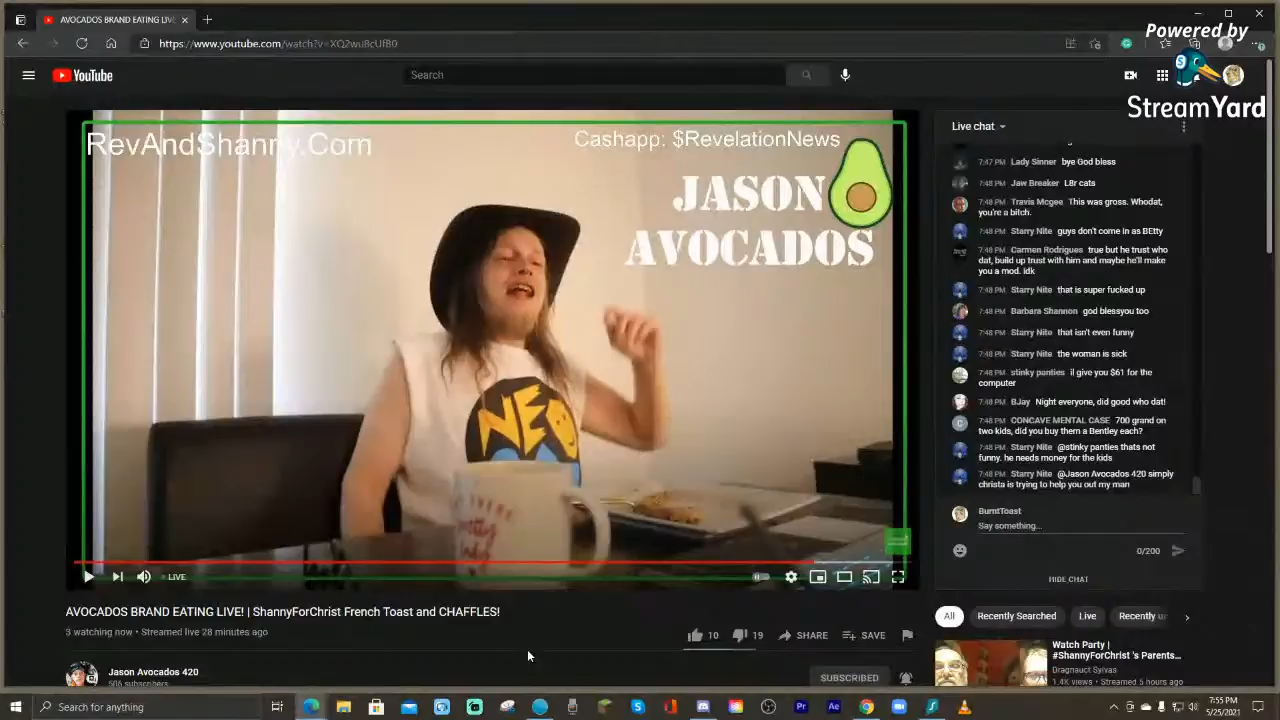 AVOCADOS BRAND EATING LIVE
https://www.youtube.com/watch?v=XQ2wu8cUfB0
Powered by
StreamYard
YouTube
Search
RevAndShanny.Com
Cashapp: $RevelationNews
JASON
AVOCADOS
NEO
LIVE
AVOCADOS BRAND EATING LIVE! | ShannyForChrist French Toast and CHAFFLES!
3 watching now • Streamed live 28 minutes ago
10
19
SHARE
SAVE
Jason Avocados 420
506 subscribers
SUBSCRIBED
Live chat
7:47 PM Lady Sinner bye God bless
7:48 PM Jaw Breaker L8r cats
7:48 PM Travis Mcgee This was gross. Whodat,
you're a bitch.
7:48 PM Starry Nite guys don't come in as BEtty
7:48 PM Carmen Rodrigues true but he trust who
dat, build up trust with him and maybe he'll make
you a mod. idk
7:48 PM Starry Nite that is super fucked up
7:48 PM Barbara Shannon god blessyou too
7:48 PM Starry Nite that isn't even funny
7:48 PM Starry Nite the woman is sick
7:48 PM stinky panties il give you $61 for the
computer
7:48 PM BJay Night everyone, did good who dat!
7:48 PM CONCAVE MENTAL CASE 700 grand on
two kids, did you buy them a Bentley each?
7:48 PM Starry Nite @stinky panties thats not
funny. he needs money for the kids
7:48 PM Starry Nite @Jason Avocados 420 simply
christa is trying to help you out my man
BurntToast
Say something...
0/200
HIDE CHAT
All
Recently Searched
Live
Recently u
Watch Party |
#ShannyForChrist 's Parents...
Dragnauct Syivas
1.4K views • Streamed 5 hours ago
Search for anything
7:55 PM
5/25/2021